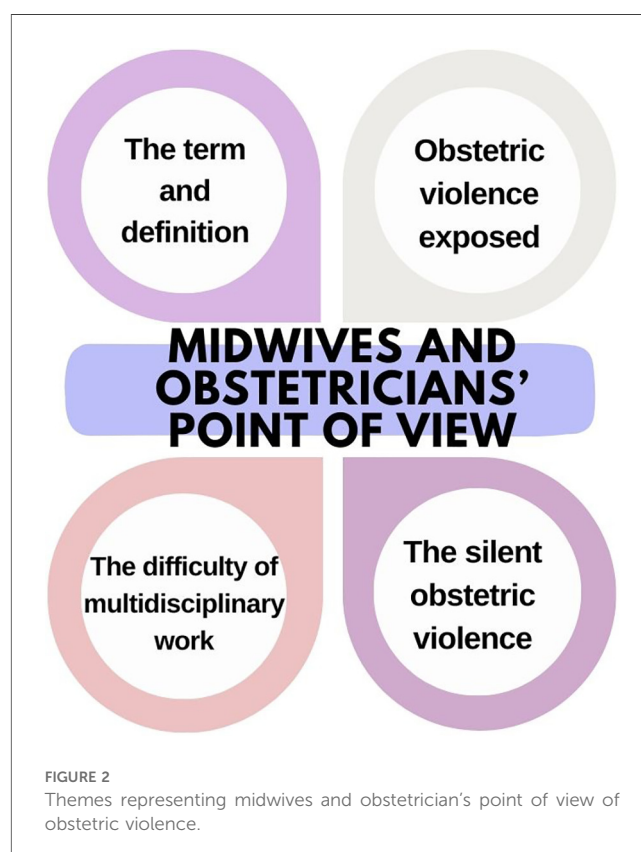 The term
and
definition
Obstetric
violence
exposed
MIDWIVES AND
OBSTETRICIANS’
POINT OF VIEW
The difficulty of
multidisciplinary
work
The silent
obstetric
violence
FIGURE 2
Themes representing midwives and obstetrician’s point of view of
obstetric violence.